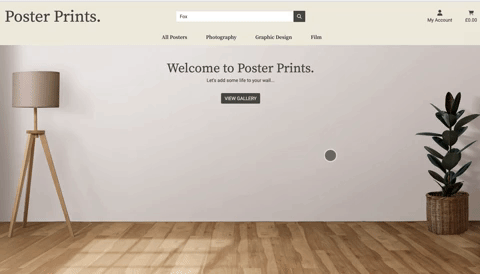 Poster Prints.
Fox
My Account
£0.00
All Posters
Photography
Graphic Design
Film
Welcome to Poster Prints.
Let's add some life to your wall...
VIEW GALLERY